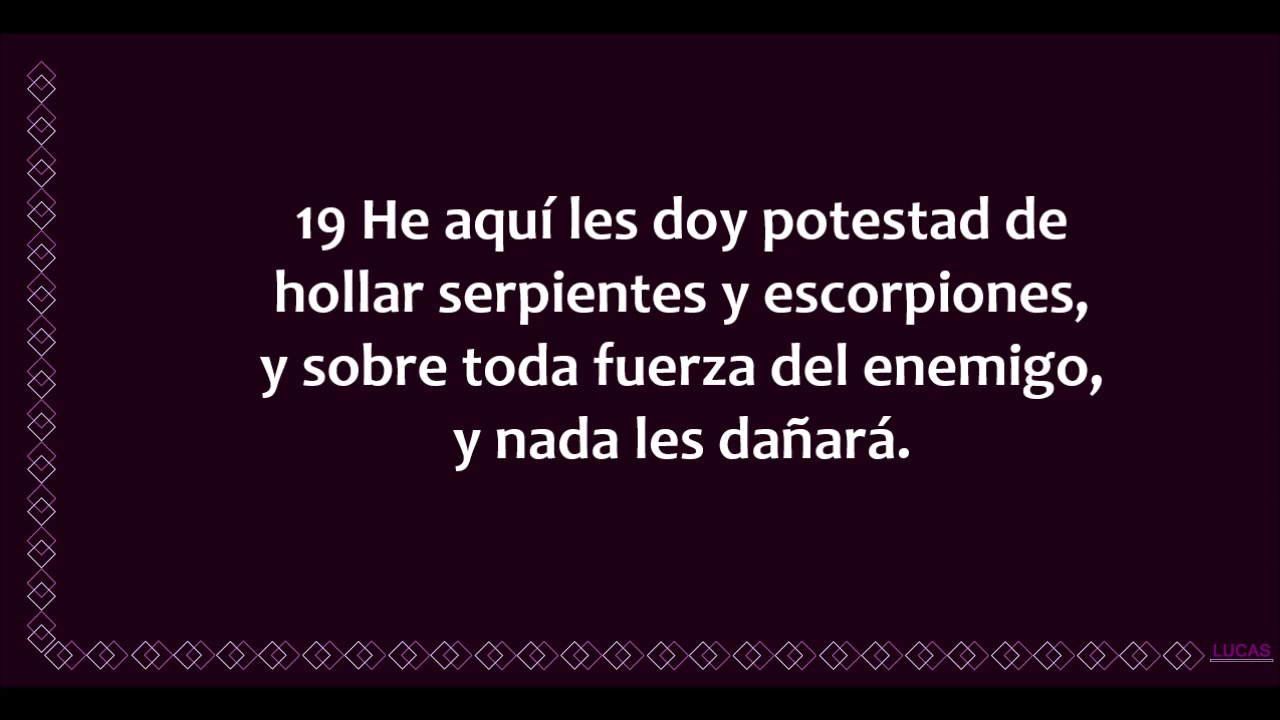 19 He aquí les doy potestad de
hollar serpientes y escorpiones,
y sobre toda fuerza del enemigo,
y nada les dañará.
LUCAS